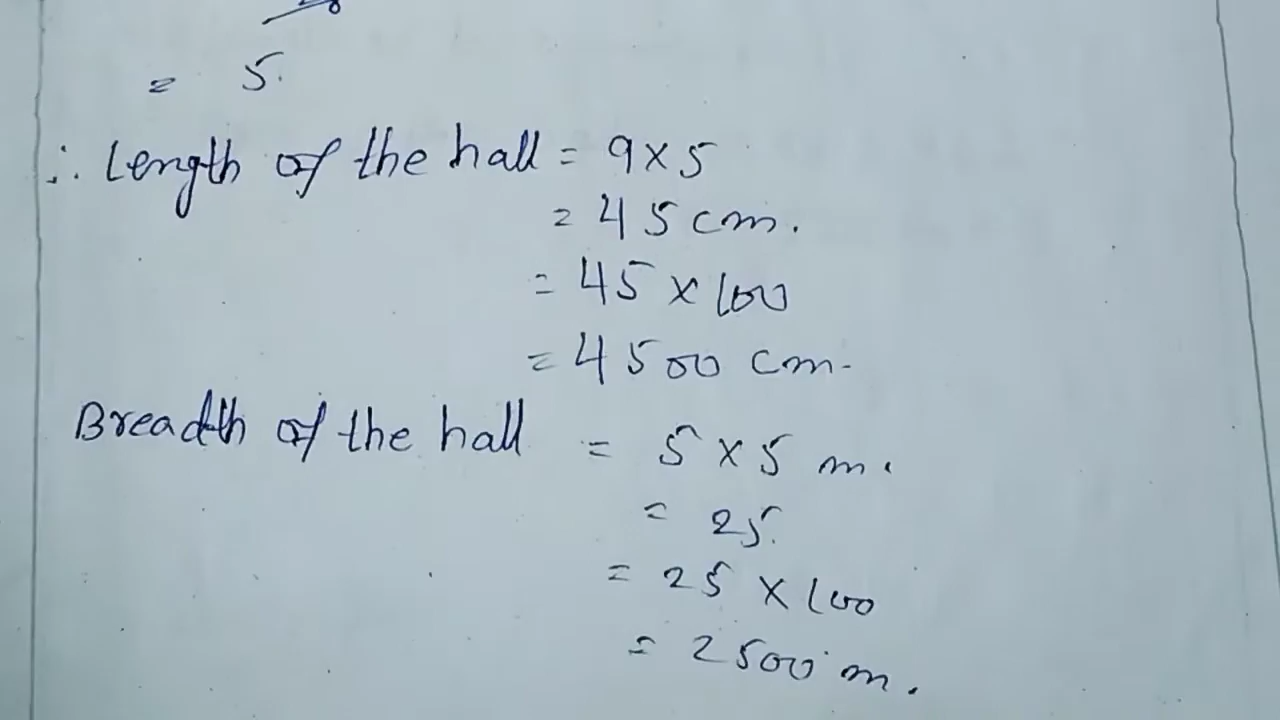 = 5.
∴ Length of the hall = 9 x 5
= 45 cm.
= 45 x 100
= 4500 cm.
Breadth of the hall = 5 x 5 m.
= 25.
= 25 x 100
= 2500 m.